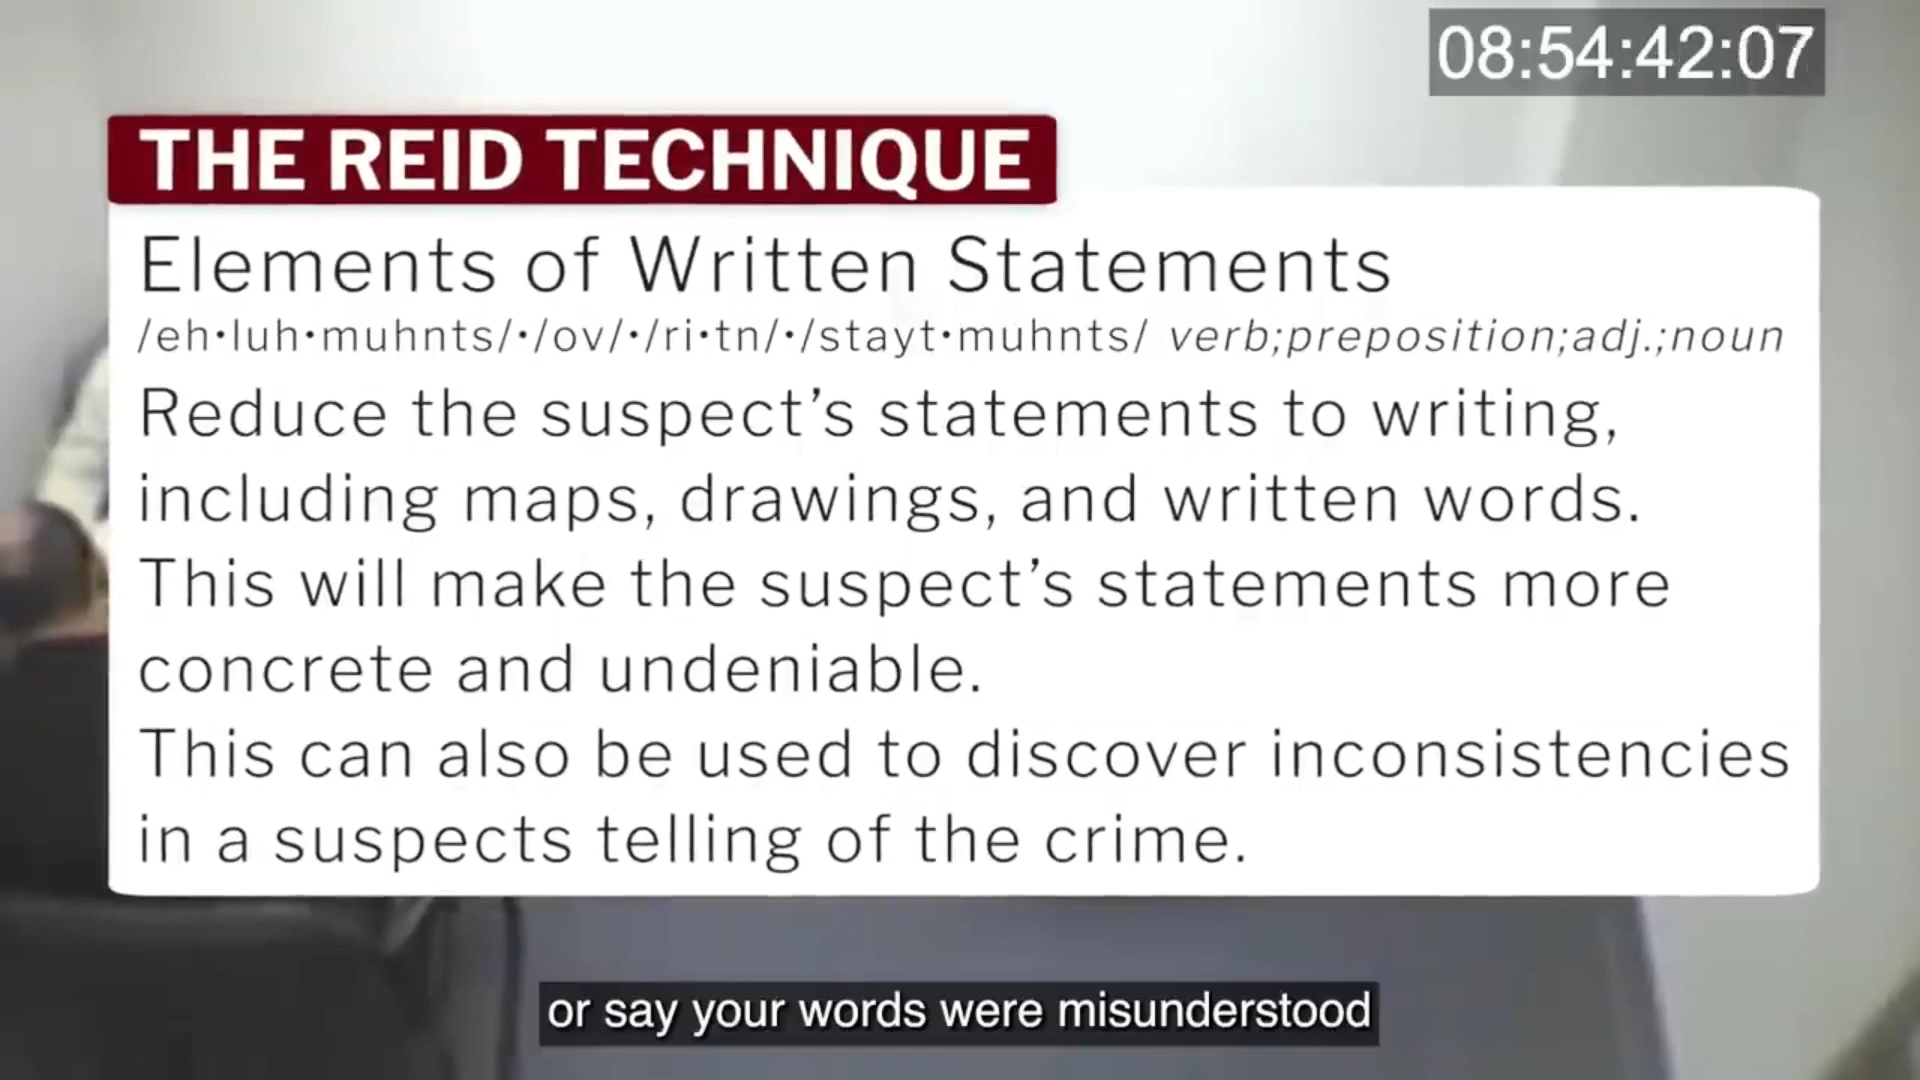 08:54:42:07
THE REID TECHNIQUE
Elements of Written Statements
/eh•luh•muhnts/•/ov/•/ri•tn/•/stayt•muhnts/ verb;preposition;adj.;noun
Reduce the suspect’s statements to writing,
including maps, drawings, and written words.
This will make the suspect’s statements more
concrete and undeniable.
This can also be used to discover inconsistencies
in a suspects telling of the crime.
or say your words were misunderstood